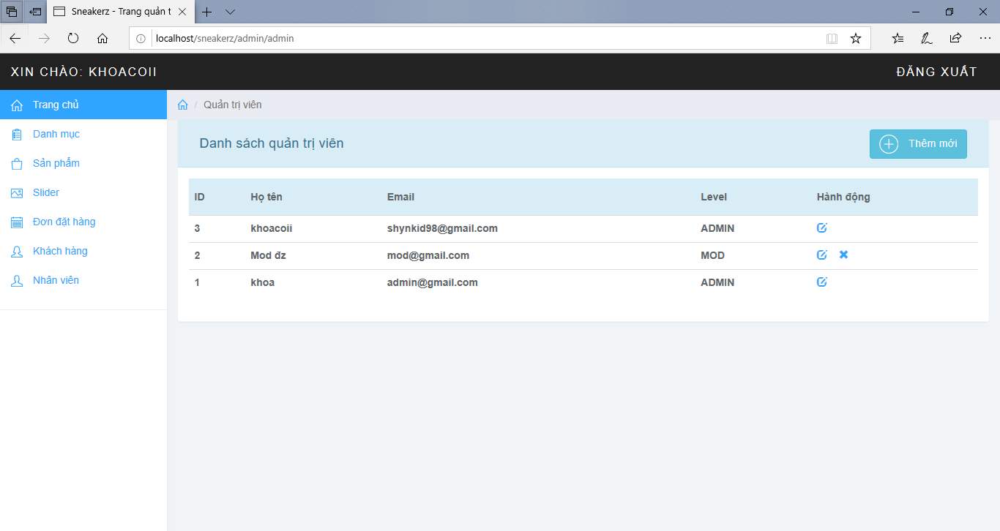 Sneakerz - Trang quản t
localhost/sneakerz/admin/admin
XIN CHÀO: KHOACOII
ĐĂNG XUẤT
Trang chủ
Danh mục
Sản phẩm
Slider
Đơn đặt hàng
Khách hàng
Nhân viên
/ Quản trị viên
Danh sách quản trị viên
Thêm mới
ID Họ tên Email Level Hành động
3 khoacoii shynkid98@gmail.com ADMIN
2 Mod đz mod@gmail.com MOD
1 khoa admin@gmail.com ADMIN